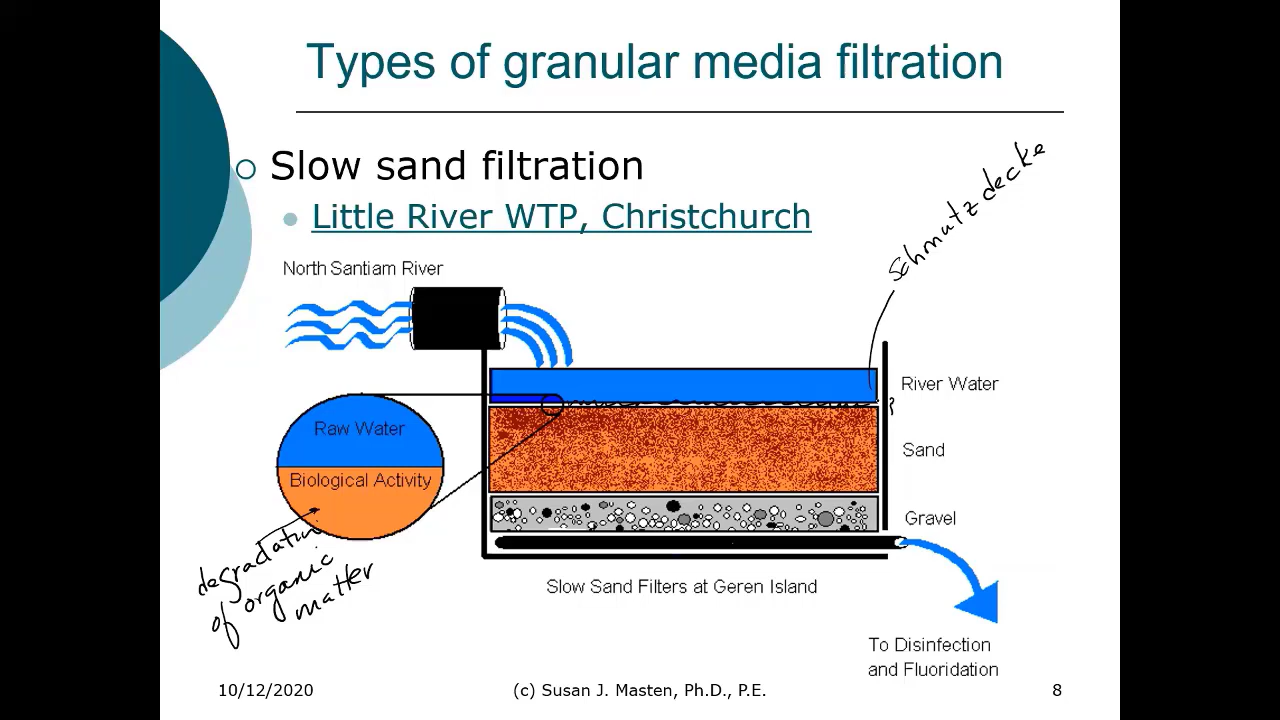 Types of granular media filtration
Slow sand filtration
Little River WTP, Christchurch
schmutzdecke
North Santiam River
River Water
Raw Water
Biological Activity
Sand
Gravel
degradation
of organic
matter
Slow Sand Filters at Geren Island
To Disinfection
and Fluoridation
10/12/2020
(c) Susan J. Masten, Ph.D., P.E.
8